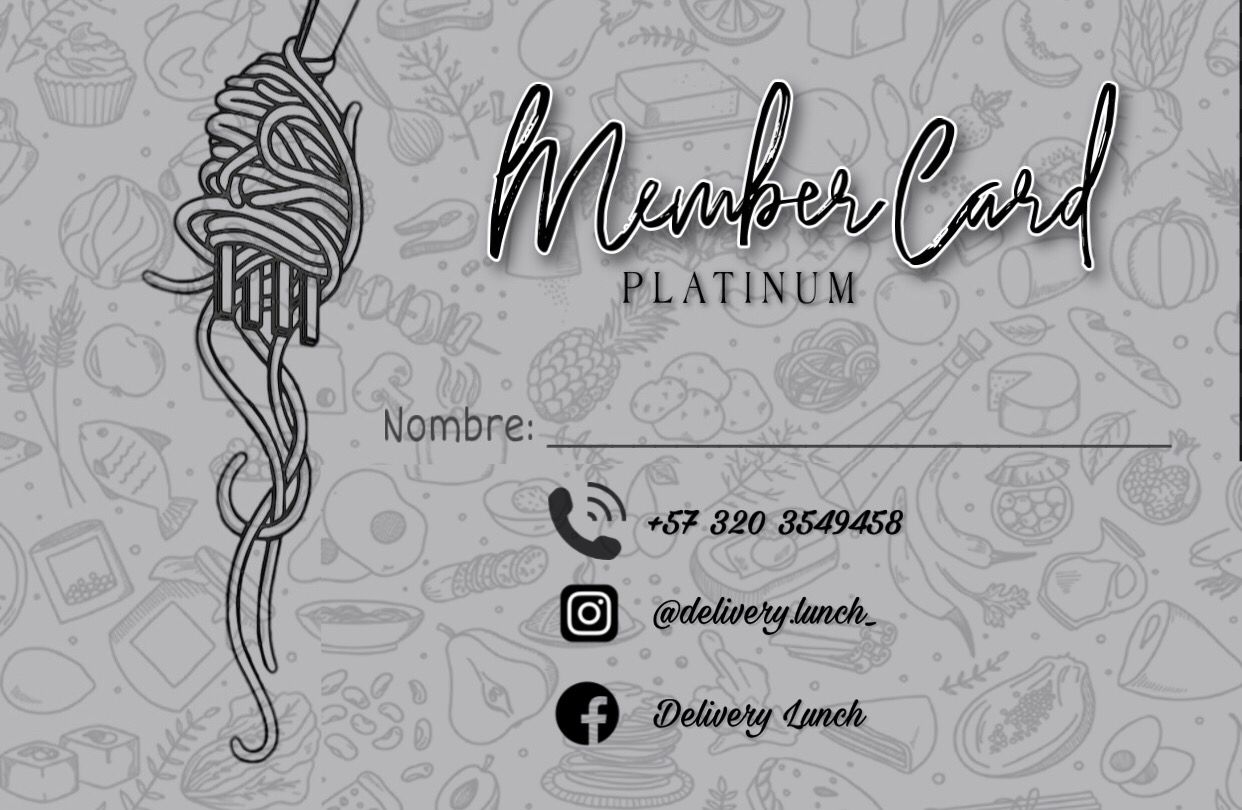 Member Card
PLATINUM
Nombre:
+57 320 3549458
@delivery.lunch_
Delivery Lunch